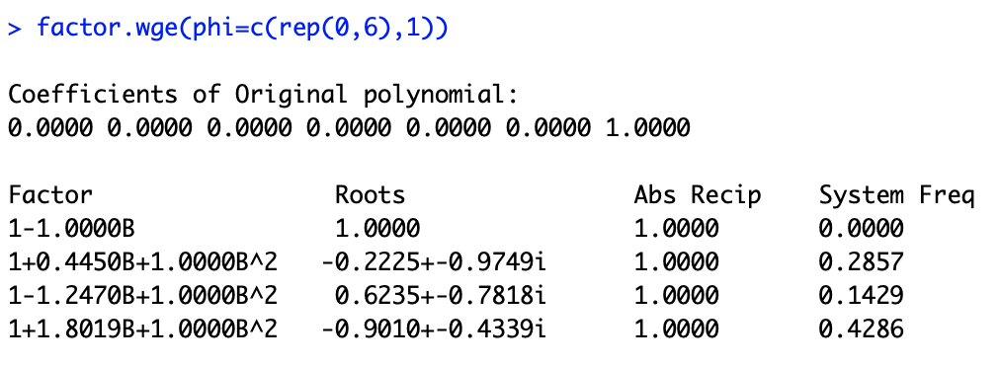 > factor.wge(phi=c(rep(0,6),1))
Coefficients of Original polynomial:
0.0000 0.0000 0.0000 0.0000 0.0000 0.0000 1.0000
Factor Roots Abs Recip System Freq
1-1.0000B 1.0000 1.0000 0.0000
1+0.4450B+1.0000B^2 -0.2225+-0.9749i 1.0000 0.2857
1-1.2470B+1.0000B^2 0.6235+-0.7818i 1.0000 0.1429
1+1.8019B+1.0000B^2 -0.9010+-0.4339i 1.0000 0.4286